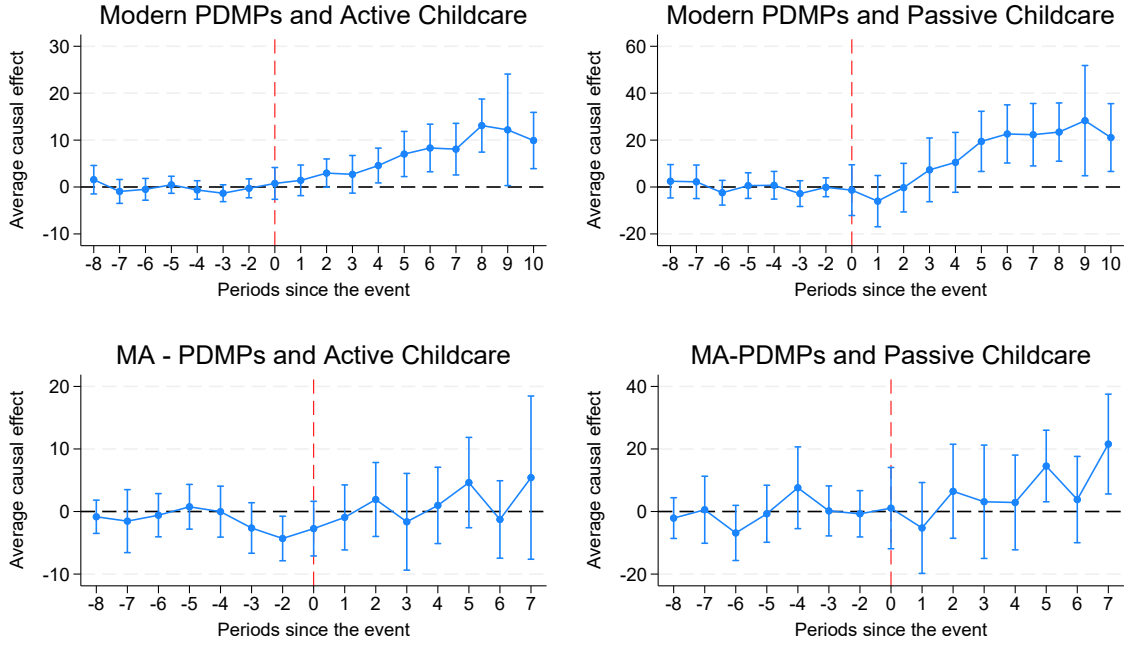 Modern PDMPs and Active Childcare
Average causal effect
30
20
10
0
-10
-8 -7 -6 -5 -4 -3 -2 0 1 2 3 4 5 6 7 8 9 10
Periods since the event
Modern PDMPs and Passive Childcare
Average causal effect
60
40
20
0
-20
-8 -7 -6 -5 -4 -3 -2 0 1 2 3 4 5 6 7 8 9 10
Periods since the event
MA - PDMPs and Active Childcare
Average causal effect
20
10
0
-10
-8 -7 -6 -5 -4 -3 -2 0 1 2 3 4 5 6 7
Periods since the event
MA-PDMPs and Passive Childcare
Average causal effect
40
20
0
-20
-8 -7 -6 -5 -4 -3 -2 0 1 2 3 4 5 6 7
Periods since the event